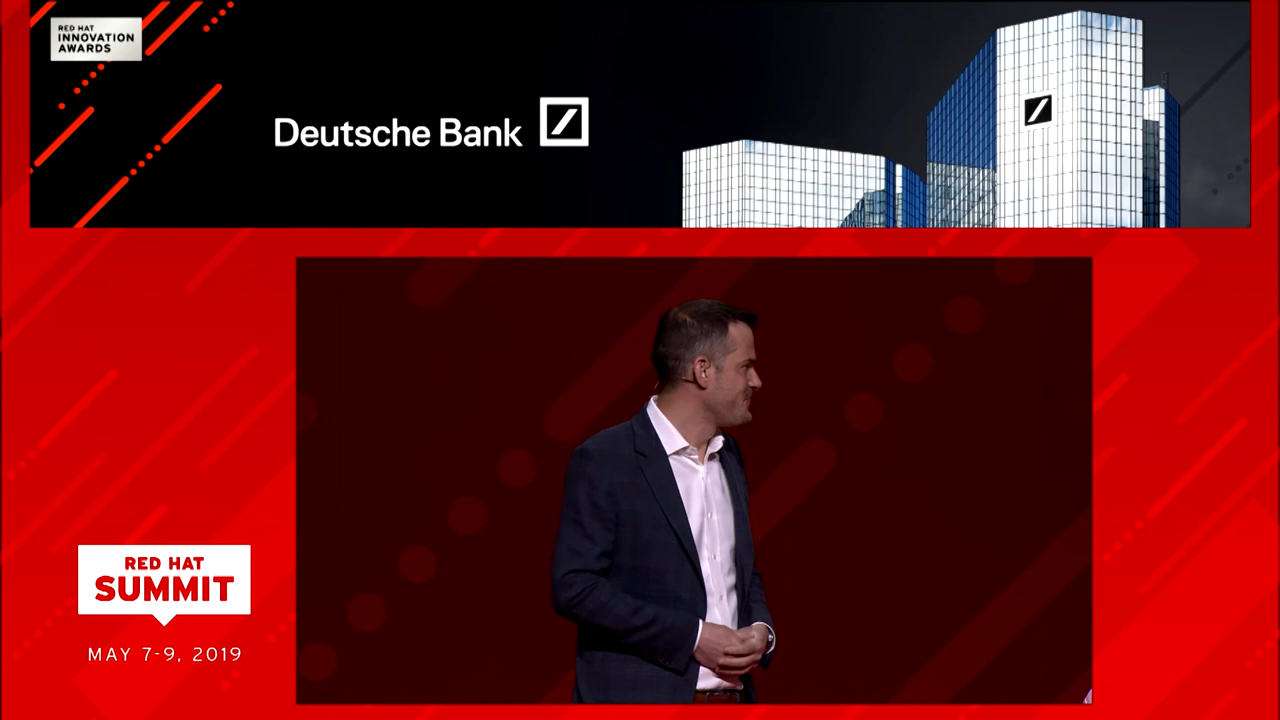 RED HAT
INNOVATION
AWARDS
Deutsche Bank
RED HAT
SUMMIT
MAY 7-9, 2019